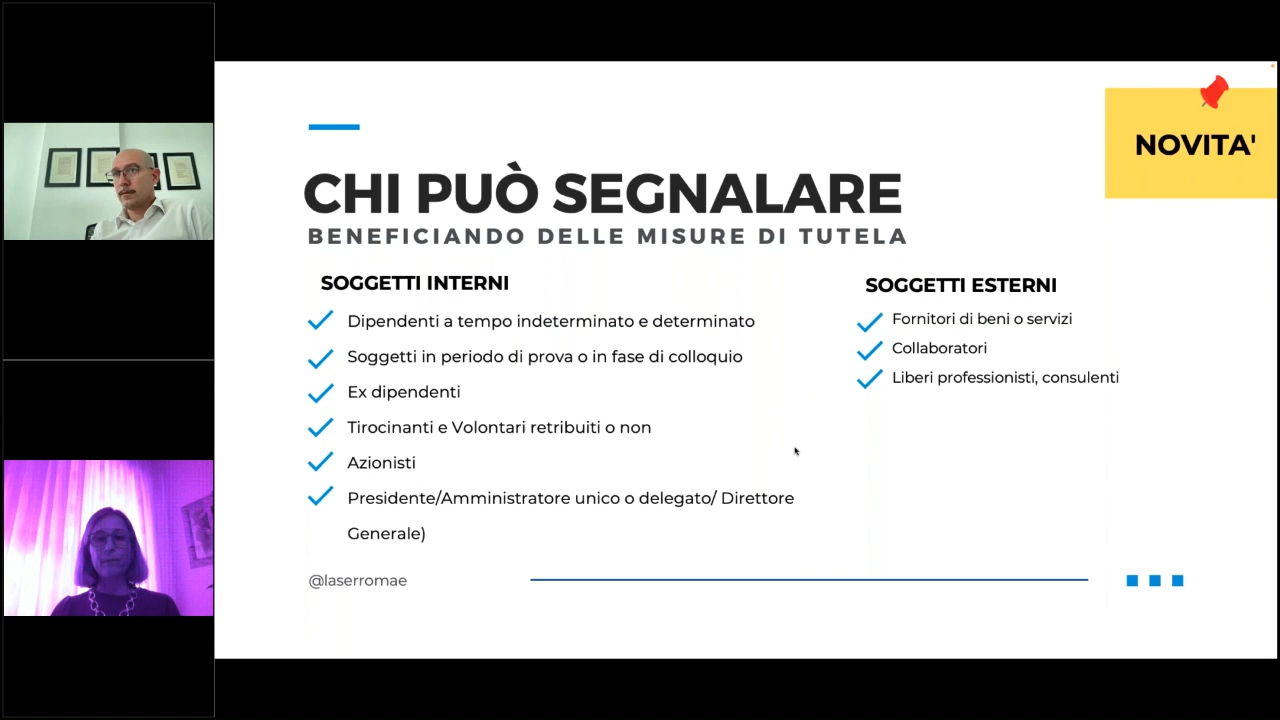 NOVITA'
CHI PUÒ SEGNALARE
BENEFICIANDO DELLE MISURE DI TUTELA
SOGGETTI INTERNI
Dipendenti a tempo indeterminato e determinato
Soggetti in periodo di prova o in fase di colloquio
Ex dipendenti
Tirocinanti e Volontari retribuiti o non
Azionisti
Presidente/Amministratore unico o delegato/ Direttore
Generale)
SOGGETTI ESTERNI
Fornitori di beni o servizi
Collaboratori
Liberi professionisti, consulenti
@laserromae